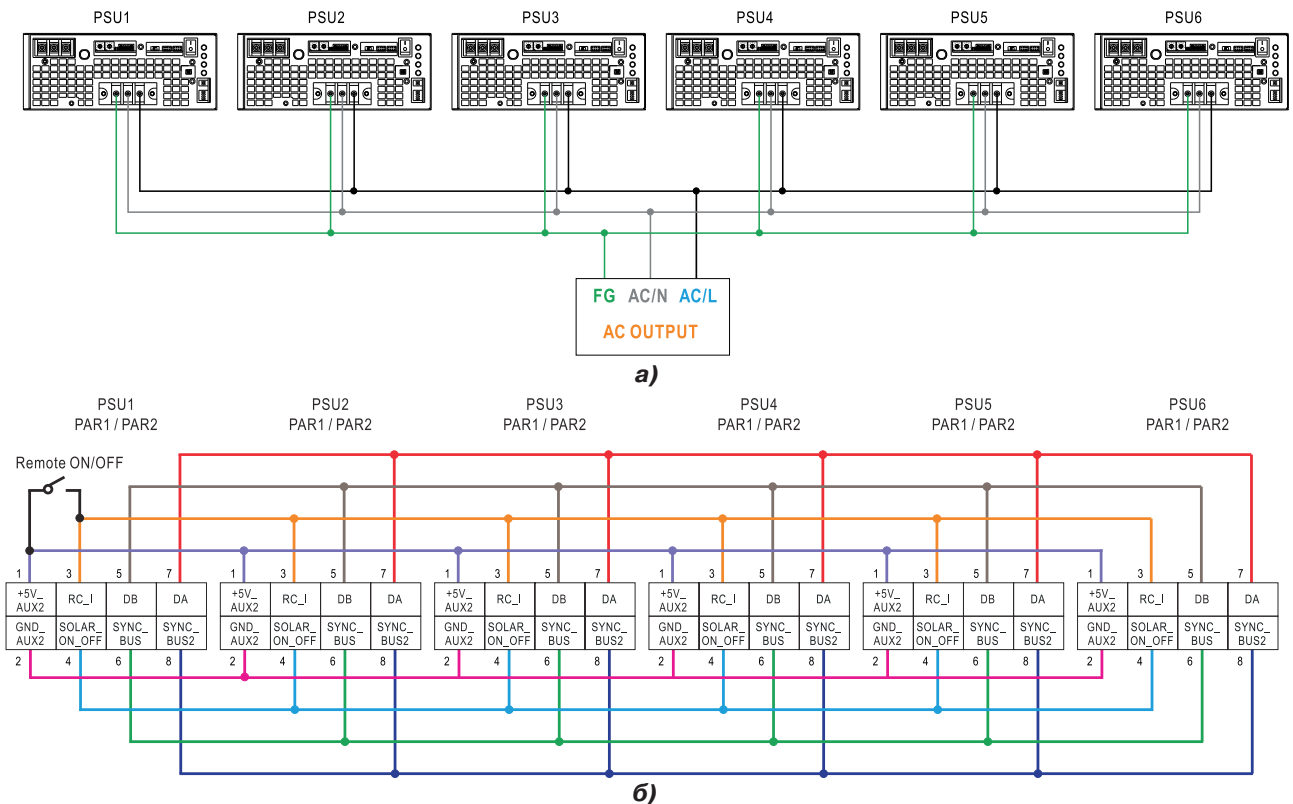 PSU1 PSU2 PSU3 PSU4 PSU5 PSU6
FG AC/N AC/L
AC OUTPUT
а)
PSU1 PSU2 PSU3 PSU4 PSU5 PSU6
PAR1 / PAR2 PAR1 / PAR2 PAR1 / PAR2 PAR1 / PAR2 PAR1 / PAR2 PAR1 / PAR2
Remote ON/OFF
1 3 5 7 1 3 5 7 1 3 5 7 1 3 5 7 1 3 5 7 1 3 5 7
+5V_ RC_I DB DA +5V_ RC_I DB DA +5V_ RC_I DB DA +5V_ RC_I DB DA +5V_ RC_I DB DA +5V_ RC_I DB DA
AUX2 AUX2 AUX2 AUX2 AUX2 AUX2
GND_ SOLAR_ SYNC_ SYNC_ GND_ SOLAR_ SYNC_ SYNC_ GND_ SOLAR_ SYNC_ SYNC_ GND_ SOLAR_ SYNC_ SYNC_ GND_ SOLAR_ SYNC_ SYNC_ GND_ SOLAR_ SYNC_ SYNC_
AUX2 ON_OFF BUS BUS2 AUX2 ON_OFF BUS BUS2 AUX2 ON_OFF BUS BUS2 AUX2 ON_OFF BUS BUS2 AUX2 ON_OFF BUS BUS2 AUX2 ON_OFF BUS BUS2
2 4 6 8 2 4 6 8 2 4 6 8 2 4 6 8 2 4 6 8 2 4 6 8
б)